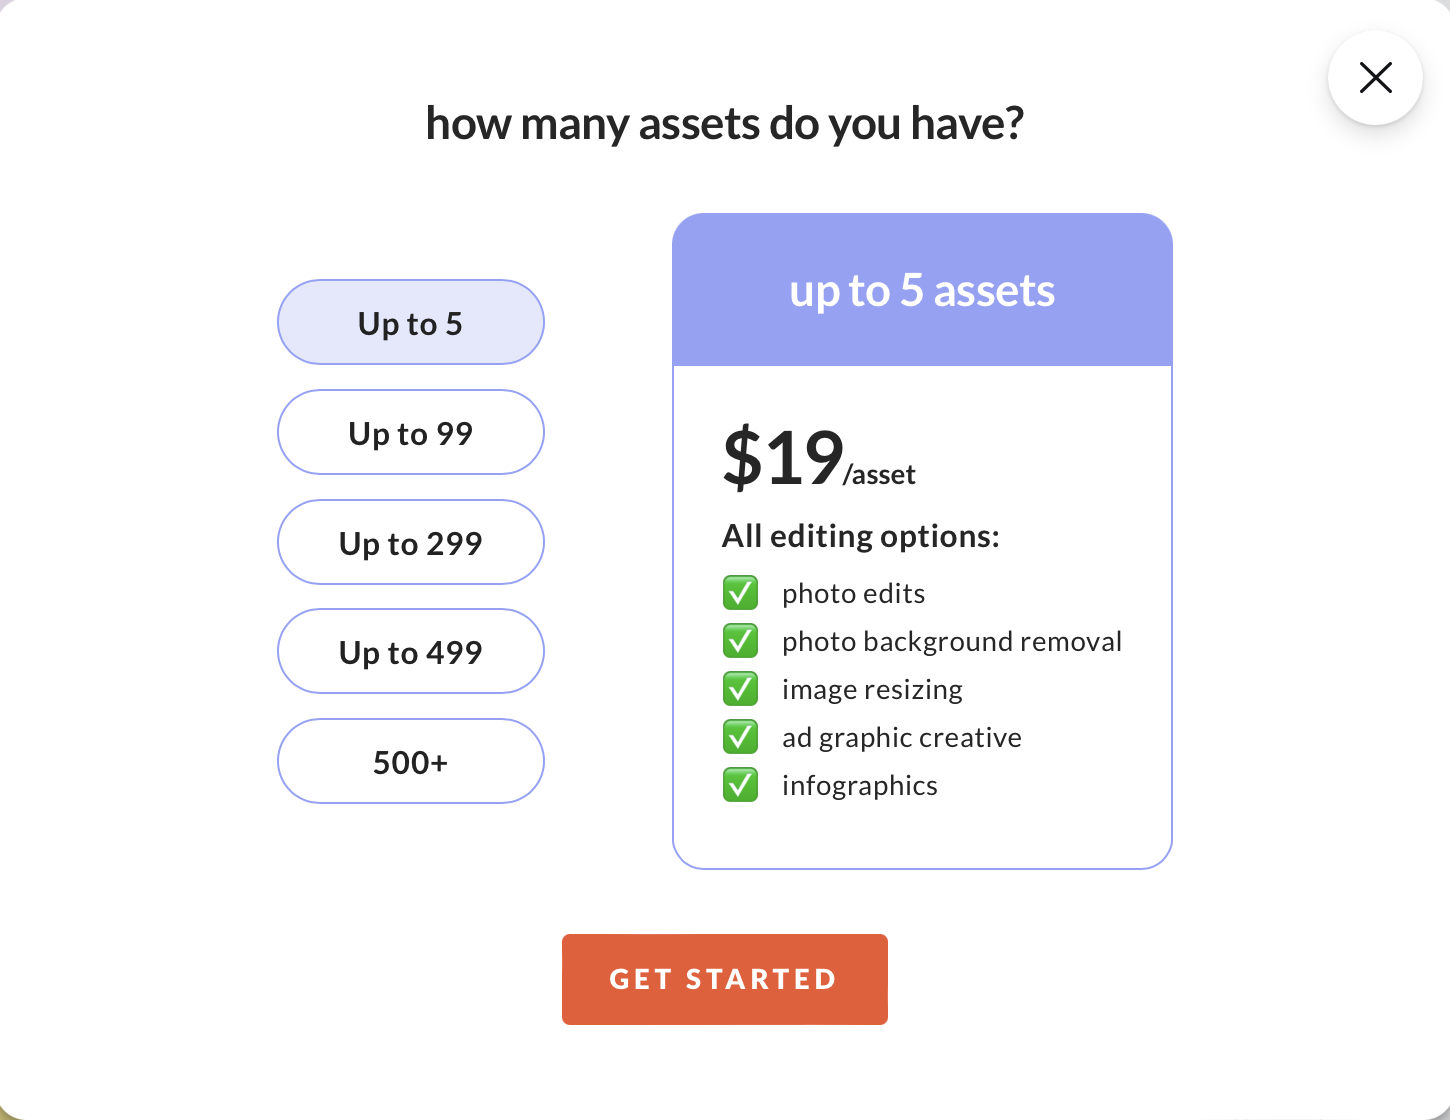 how many assets do you have?
Up to 5
Up to 99
Up to 299
Up to 499
500+
up to 5 assets
$19/asset
All editing options:
photo edits
photo background removal
image resizing
ad graphic creative
infographics
GET STARTED